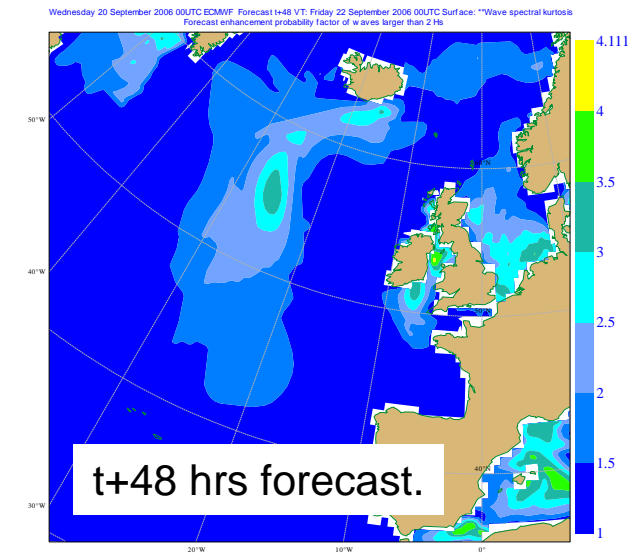 Wednesday 20 September 2006 00UTC ECMWF Forecast t+48 VT: Friday 22 September 2006 00UTC Surface: **Wave spectral kurtosis
Forecast enhancement probability factor of waves larger than 2 Hs
4.111
4
3.5
3
2.5
2
1.5
1
50°W
40°W
30°W
20°W
10°W
0°
40°N
t+48 hrs forecast.